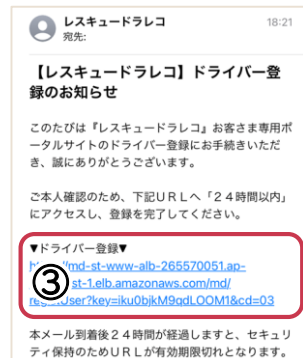 レスキュードラレコ 18:21
宛先:
【レスキュードラレコ】ドライバー登
録のお知らせ
このたびは『レスキュードラレコ』お客さま専用ポ
ータルサイトのドライバー登録にお手続きいただ
き、誠にありがとうございます。
ご本人確認のため、下記URLへ「24時間以内」
にアクセスし、登録を完了してください。
▼ドライバー登録▼
md-st-www-alb-265570051.ap-
③ st-1.elb.amazonaws.com/md/
User?key=iku0bjkM9qdLOOM1&cd=03
本メール到着後24時間が経過しますと、セキュリ
ティ保持のためURLが有効期限切れとなります。